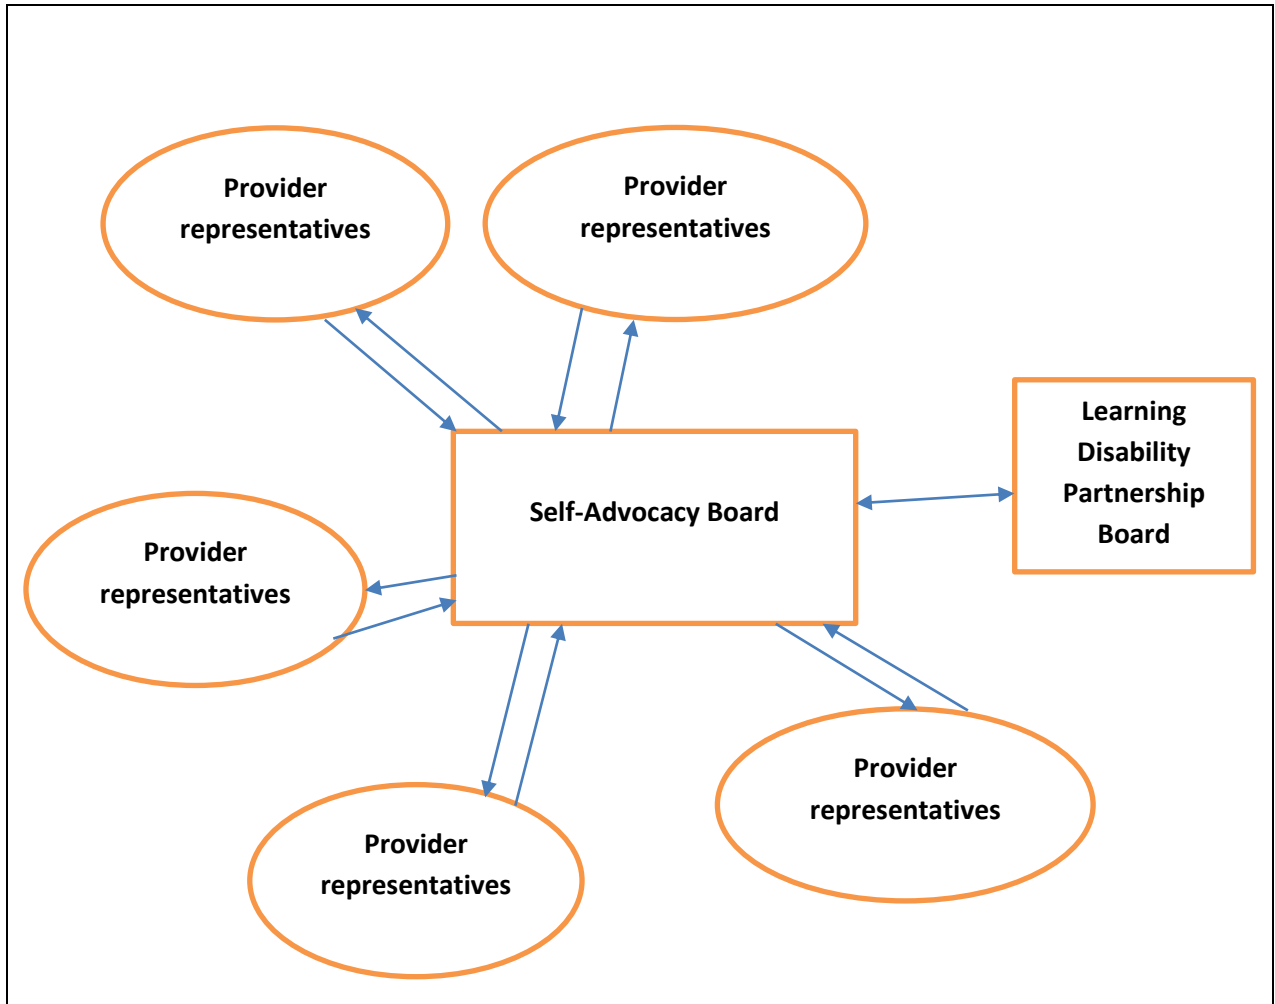 Provider
representatives
Provider
representatives
Learning
Disability
Partnership
Board
Self-Advocacy Board
Provider
representatives
Provider
representatives
Provider
representatives